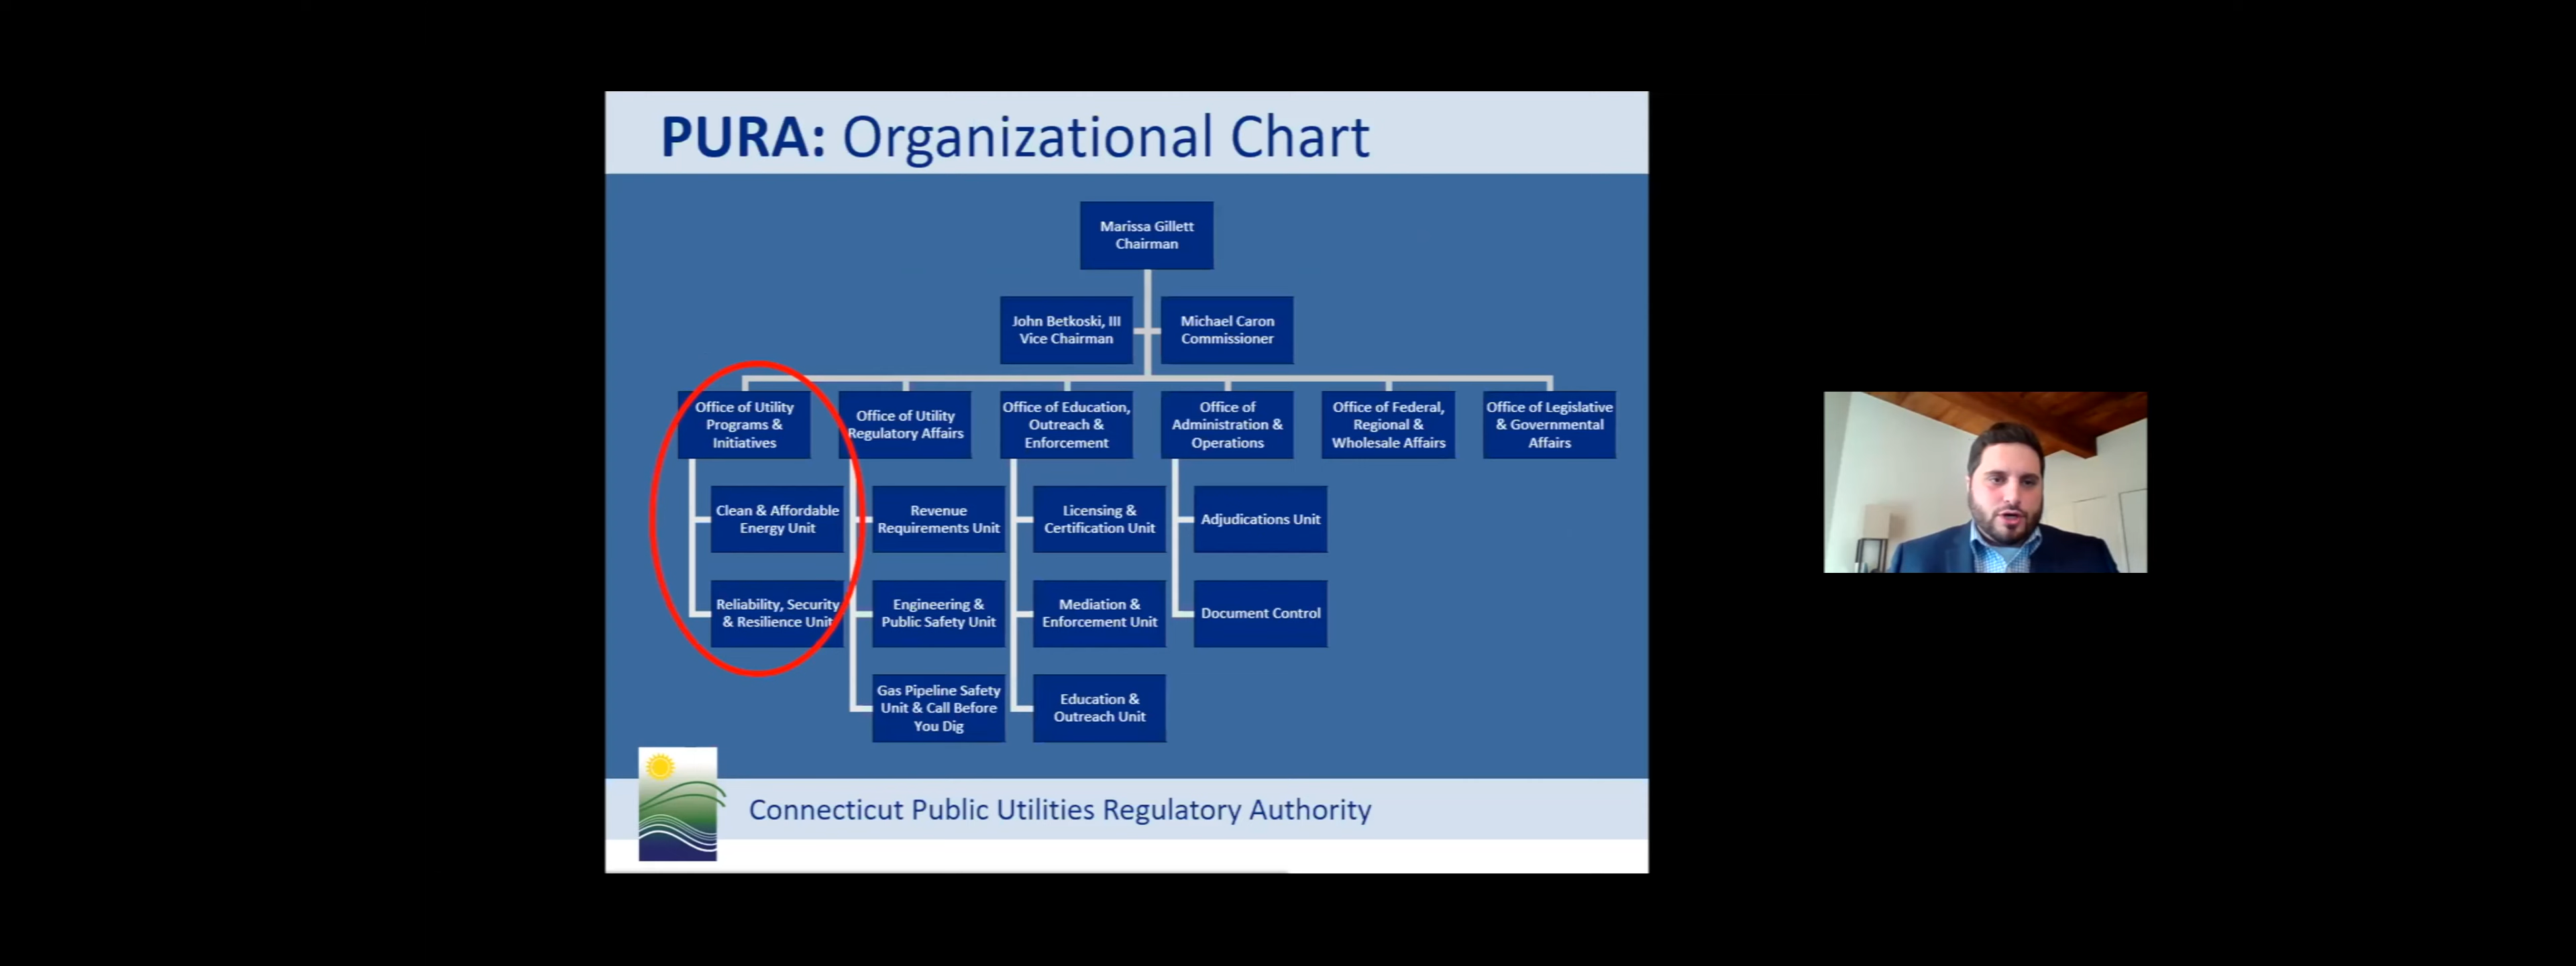 PURA: Organizational Chart
Marissa Gillett
Chairman
John Betkoski, III
Vice Chairman
Michael Caron
Commissioner
Office of Utility
Programs &
Initiatives
Office of Utility
Regulatory Affairs
Office of Education,
Outreach &
Enforcement
Office of
Administration &
Operations
Office of Federal,
Regional &
Wholesale Affairs
Office of Legislative
& Governmental
Affairs
Clean & Affordable
Energy Unit
Revenue
Requirements Unit
Licensing &
Certification Unit
Adjudications Unit
Reliability, Security
& Resilience Unit
Engineering &
Public Safety Unit
Mediation &
Enforcement Unit
Document Control
Gas Pipeline Safety
Unit & Call Before
You Dig
Education &
Outreach Unit
Connecticut Public Utilities Regulatory Authority